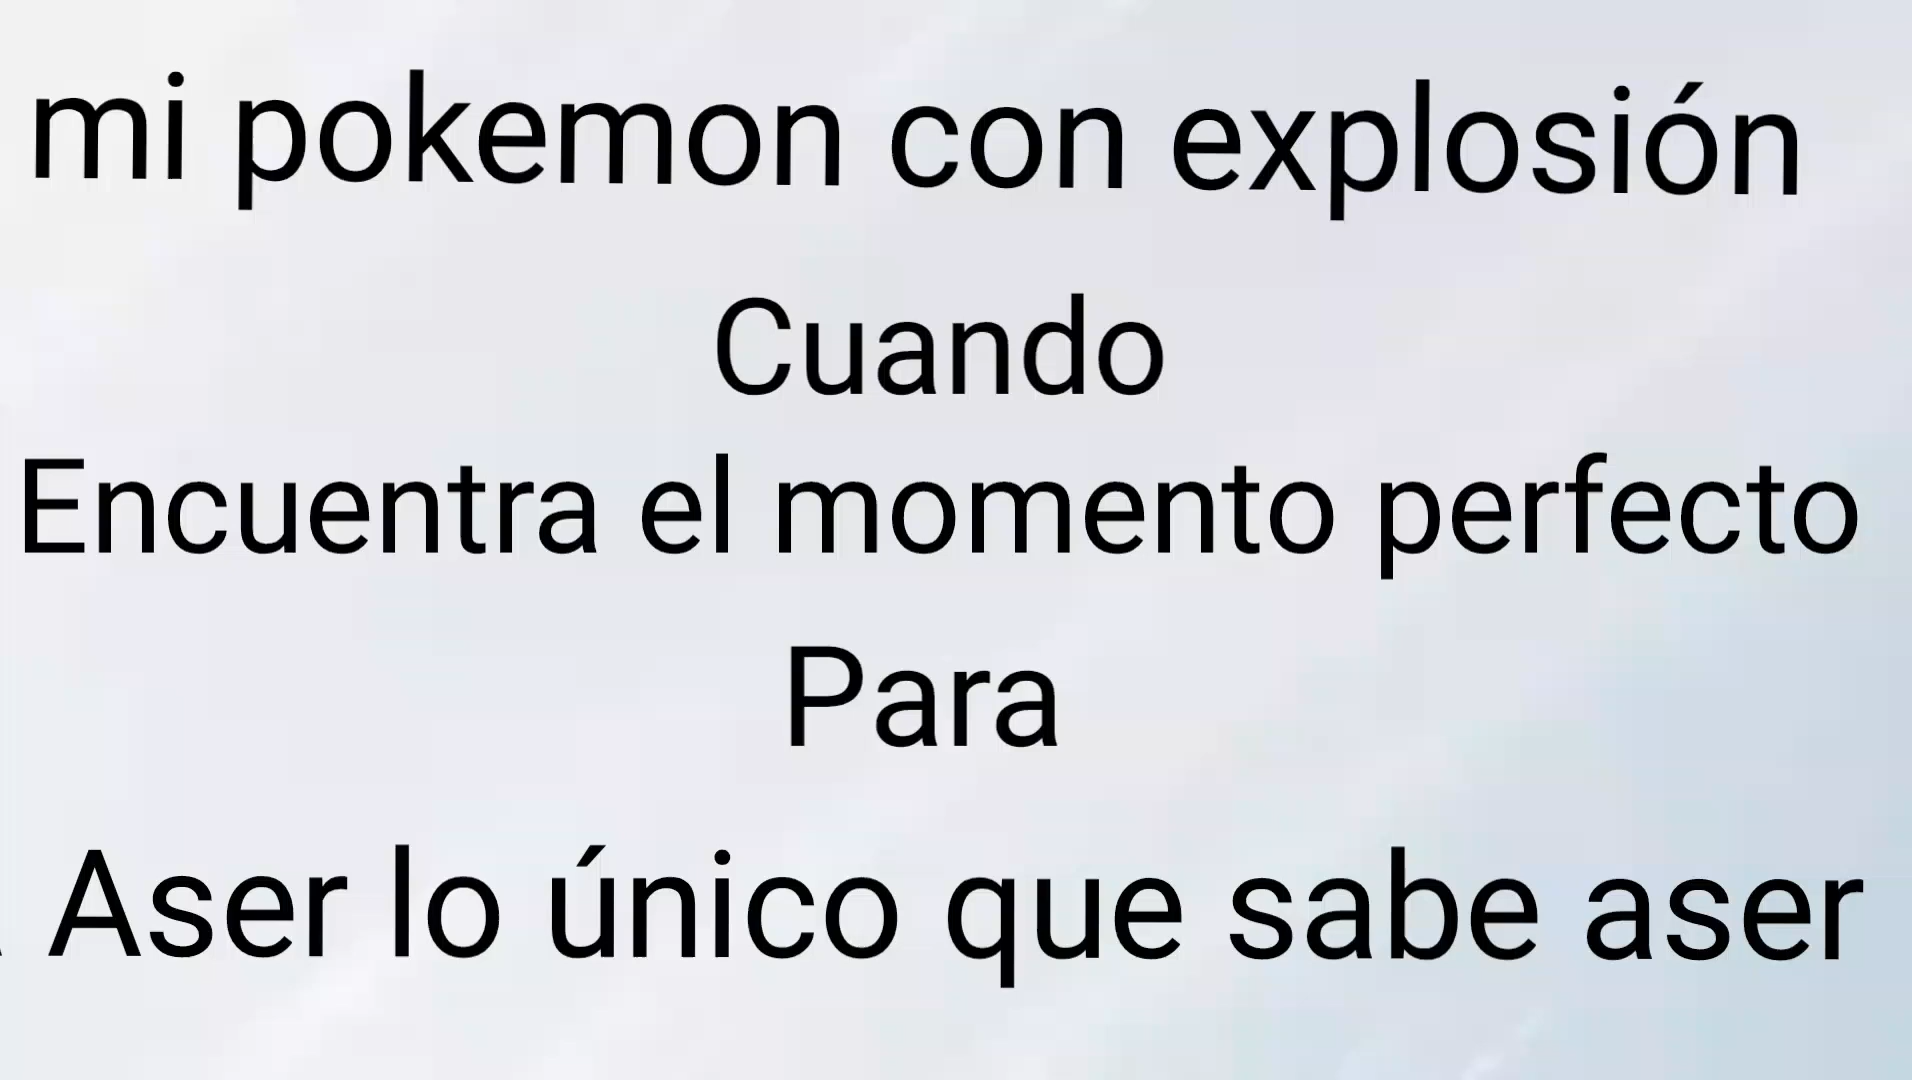 mi pokemon con explosión
Cuando
Encuentra el momento perfecto
Para
Aser lo único que sabe aser